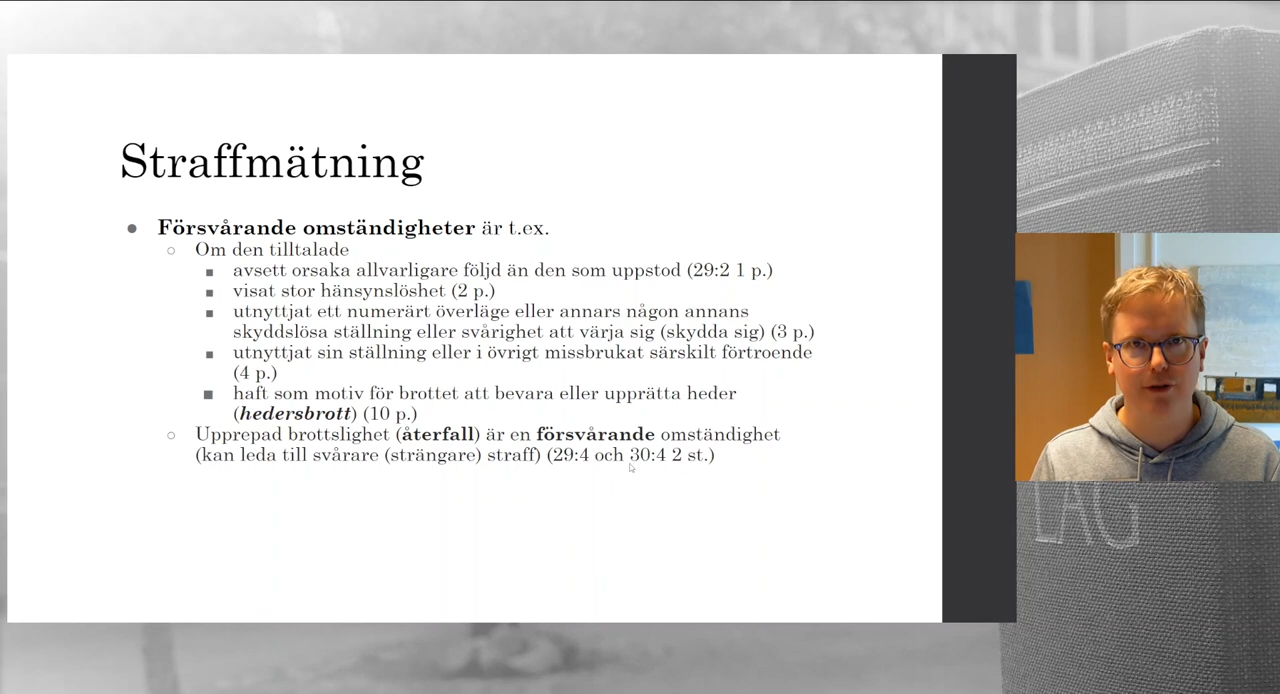 Straffmätning
● Försvårande omständigheter är t.ex.
○ Om den tilltalade
■ avsett orsaka allvarligare följd än den som uppstod (29:2 1 p.)
■ visat stor hänsynslöshet (2 p.)
■ utnyttjat ett numerärt överläge eller annars någon annans
skyddslösa ställning eller svårighet att värja sig (skydda sig) (3 p.)
■ utnyttjat sin ställning eller i övrigt missbrukat särskilt förtroende
(4 p.)
■ haft som motiv för brottet att bevara eller upprätta heder
(hedersbrott) (10 p.)
○ Upprepad brottslighet (återfall) är en försvårande omständighet
(kan leda till svårare (strängare) straff) (29:4 och 30:4 2 st.)
LAG